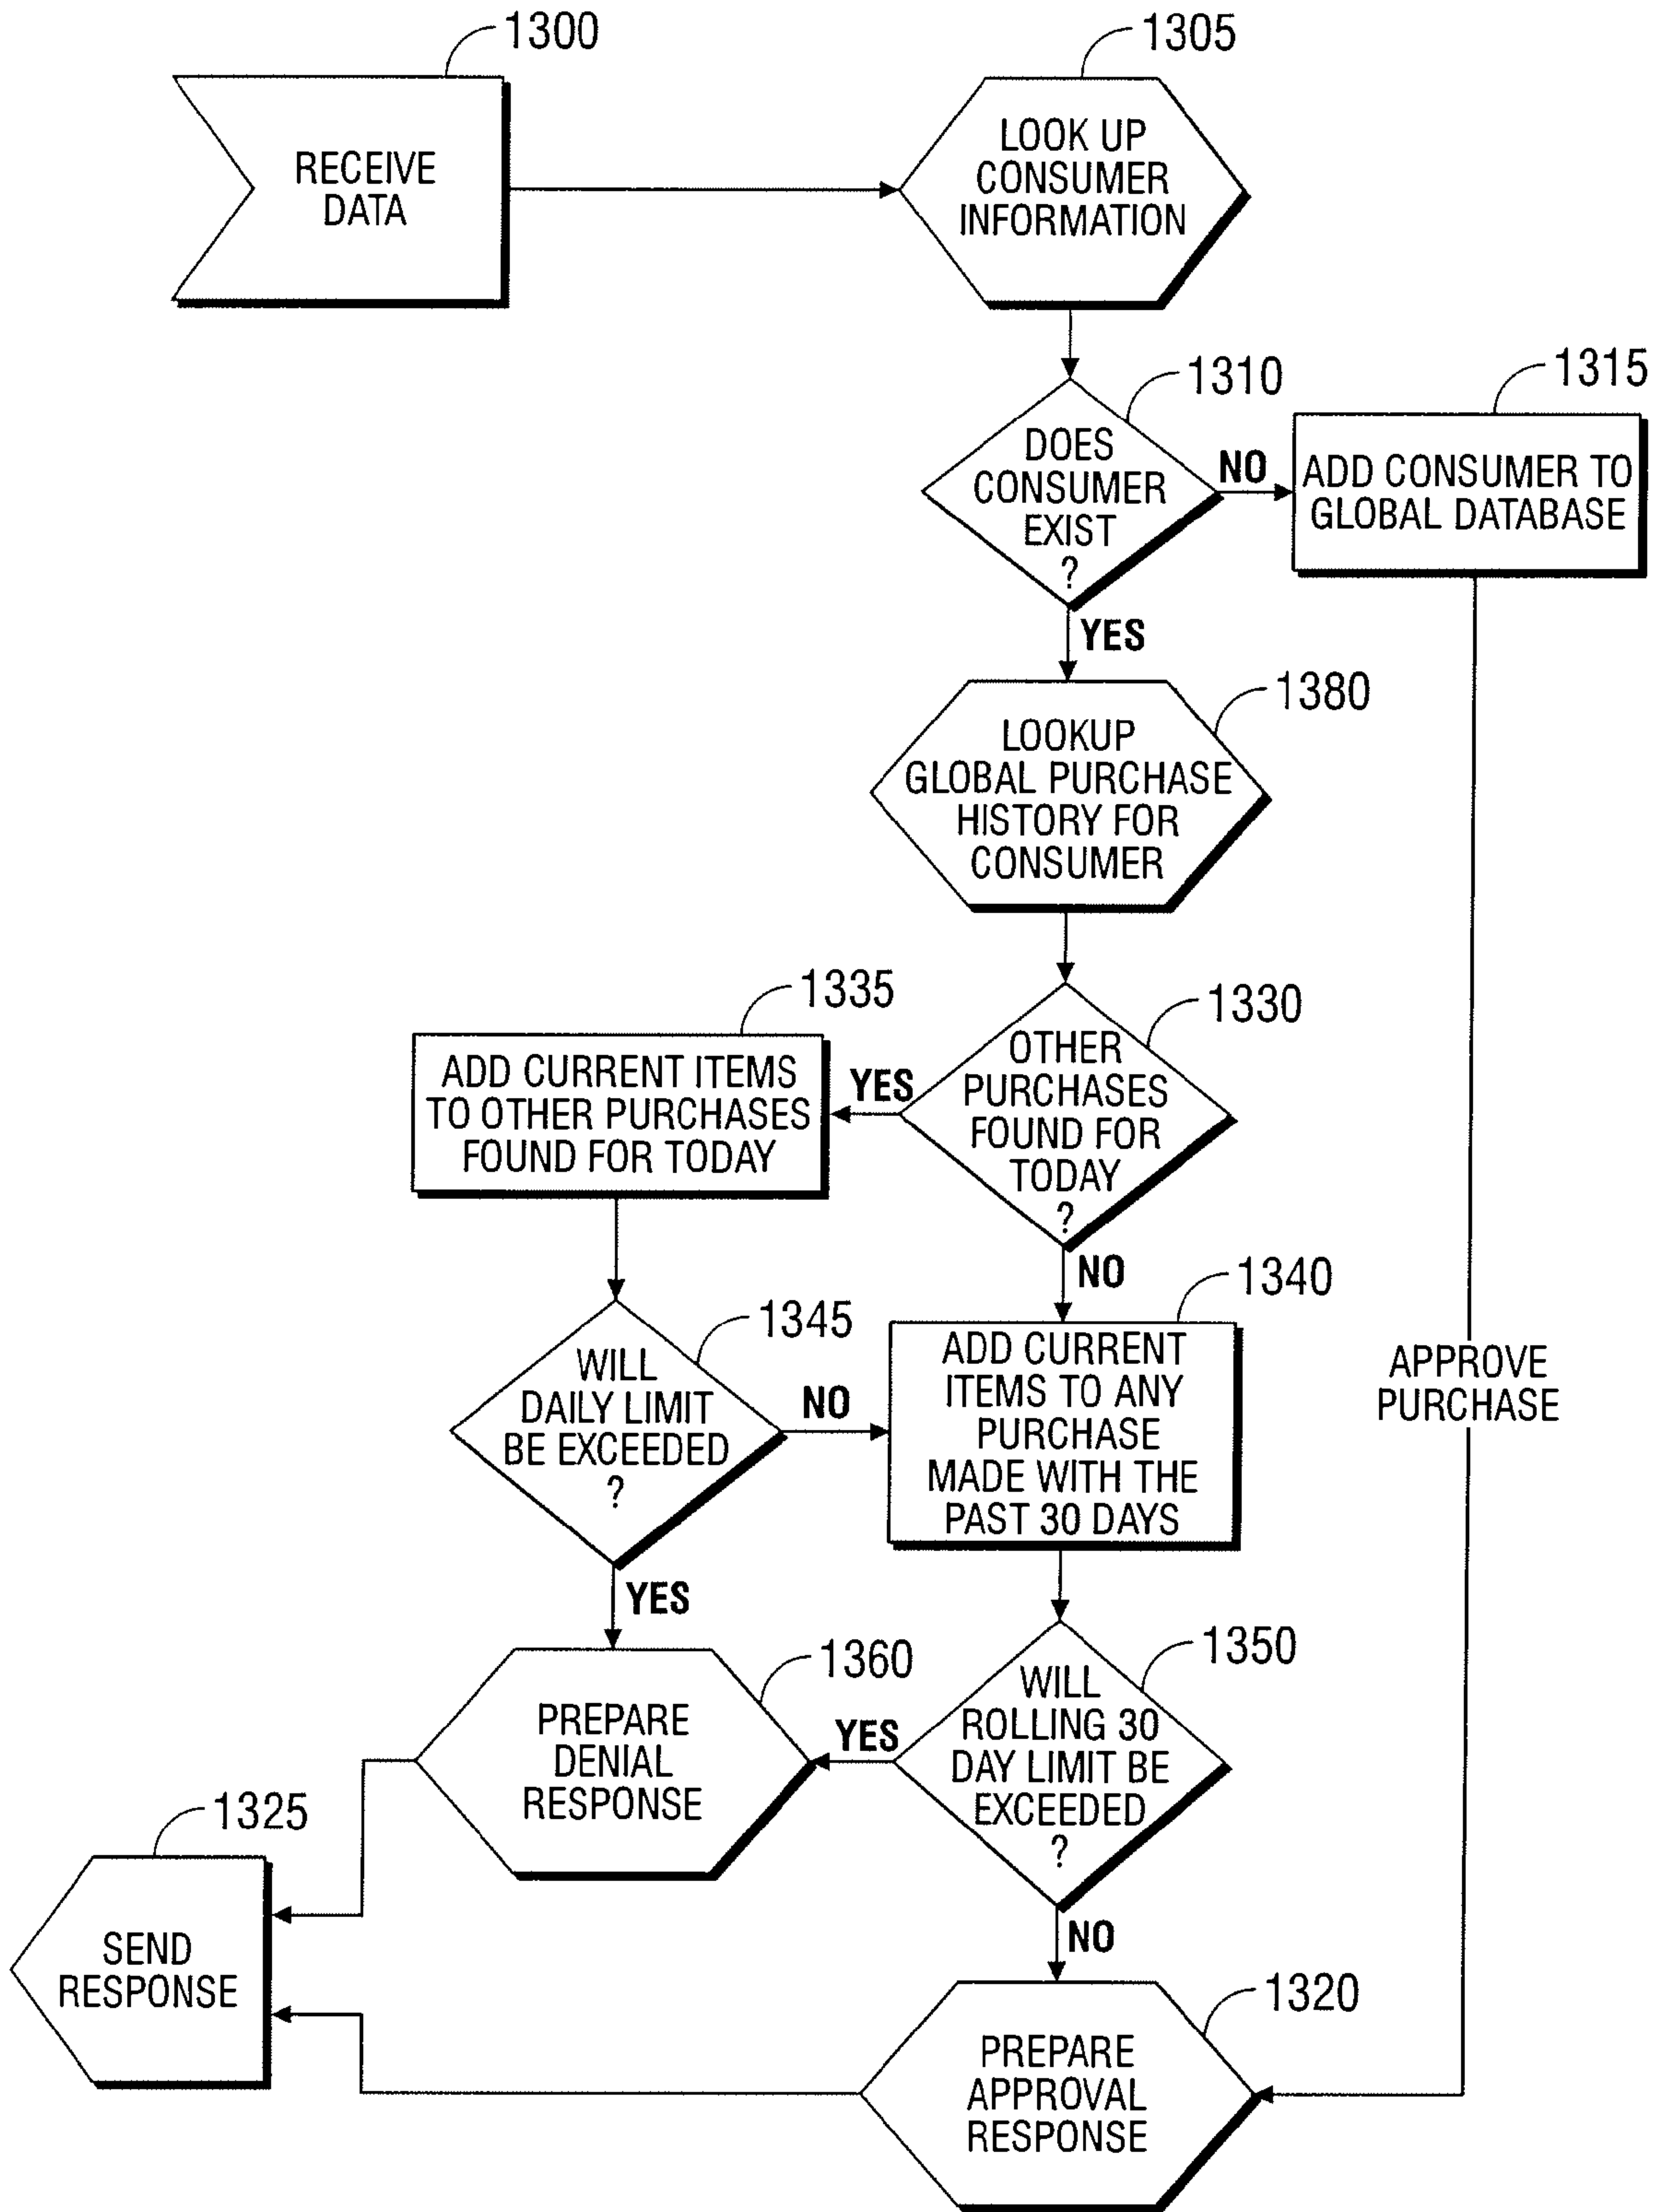 1300
RECEIVE
DATA
1305
LOOK UP
CONSUMER
INFORMATION
1310
DOES
CONSUMER
EXIST
?
NO
1315
ADD CONSUMER TO
GLOBAL DATABASE
YES
1380
LOOKUP
GLOBAL PURCHASE
HISTORY FOR
CONSUMER
1330
OTHER
PURCHASES
FOUND FOR
TODAY
?
YES
1335
ADD CURRENT ITEMS
TO OTHER PURCHASES
FOUND FOR TODAY
NO
1340
ADD CURRENT
ITEMS TO ANY
PURCHASE
MADE WITH THE
PAST 30 DAYS
1345
WILL
DAILY LIMIT
BE EXCEEDED
?
NO
APPROVE
PURCHASE
YES
1360
PREPARE
DENIAL
RESPONSE
1350
WILL
ROLLING 30
DAY LIMIT BE
EXCEEDED
?
YES
1325
SEND
RESPONSE
NO
1320
PREPARE
APPROVAL
RESPONSE